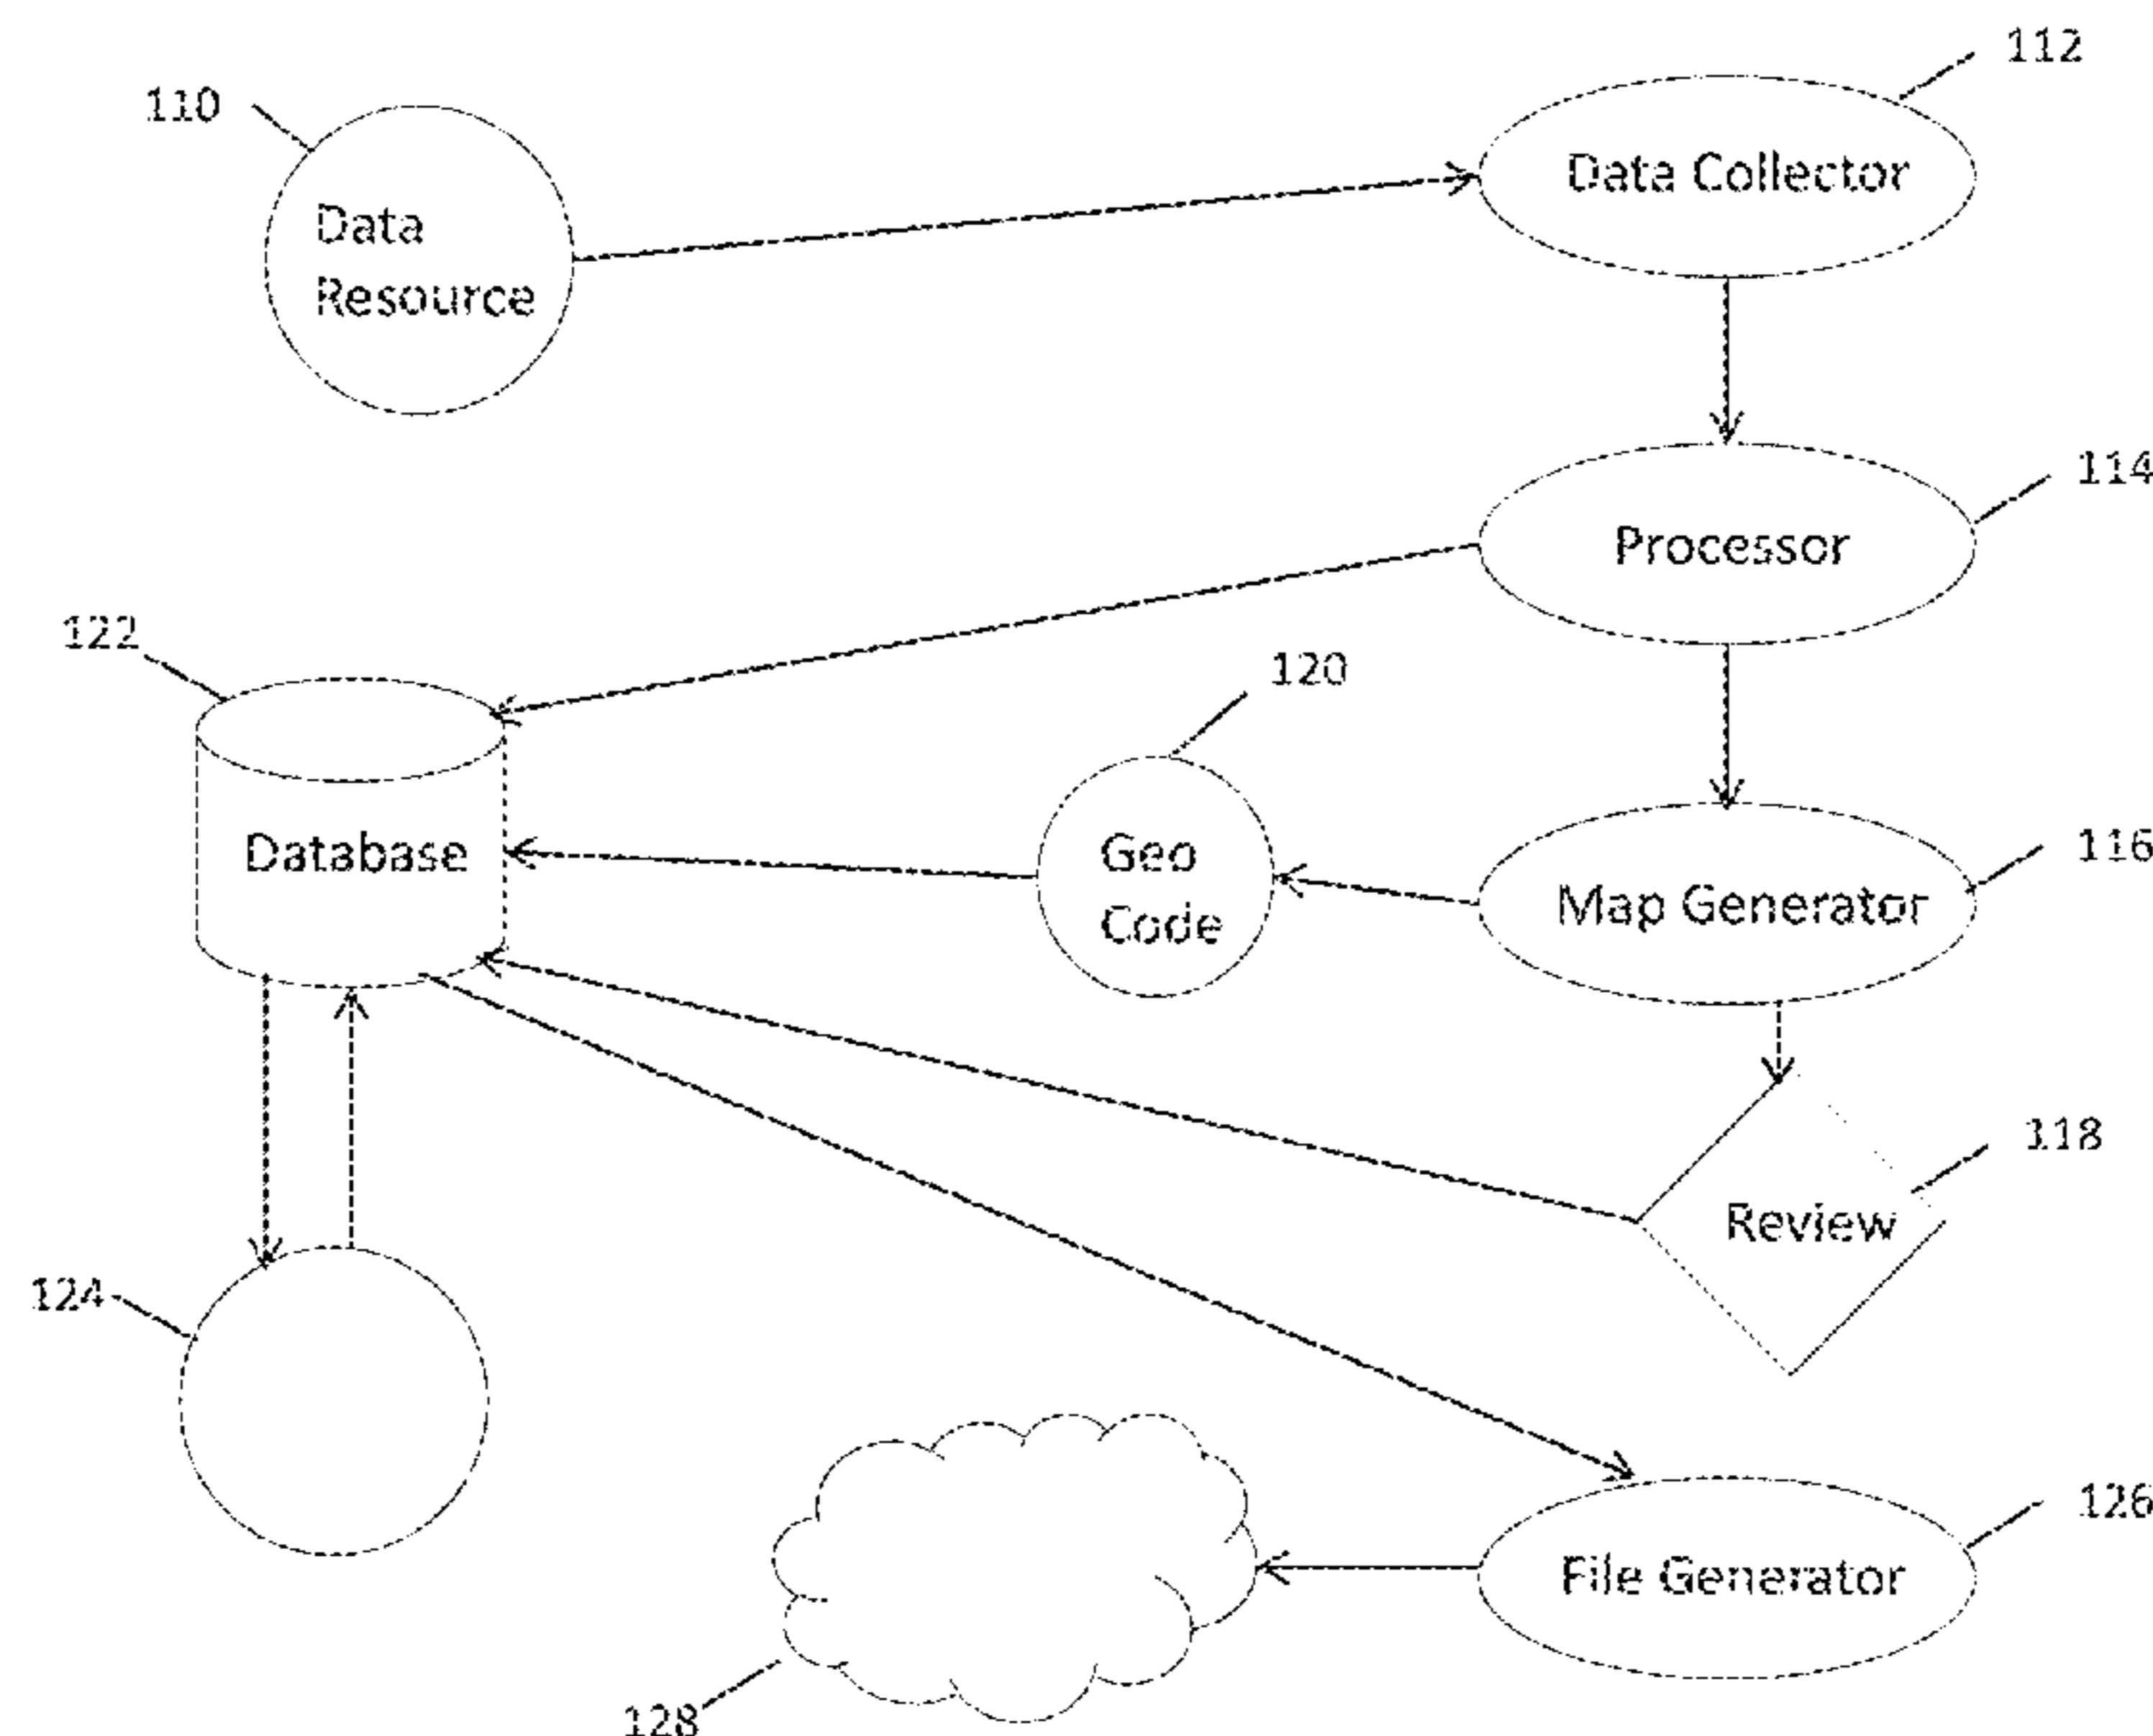 112
110
Data Collector
Data
Resource
114
Processor
122
120
116
Database
Geo
Code
Map Generator
118
Review
124
126
File Generator
128